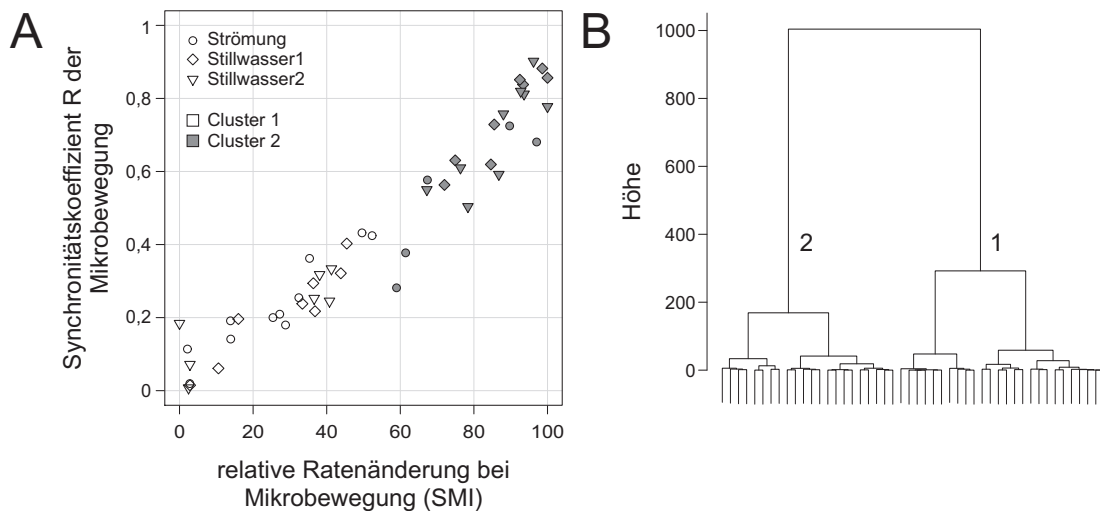 A
Synchronitätskoeffizient R der
Mikrobewegung
1
0,8
0,6
0,4
0,2
0
Strömung
Stillwasser1
Stillwasser2
Cluster 1
Cluster 2
0 20 40 60 80 100
relative Ratenänderung bei
Mikrobewegung (SMI)
B
Höhe
1000
800
600
400
200
0
2 1